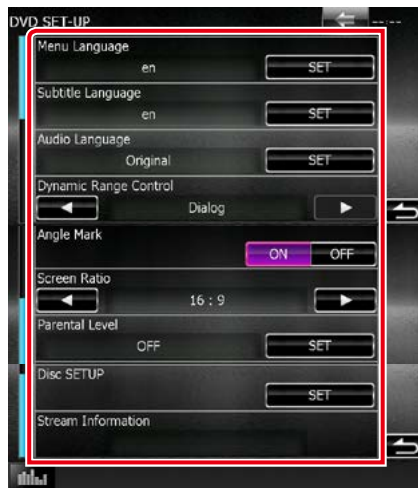 DVD SET-UP
--:--
Menu Language
en SET
Subtitle Language
en SET
Audio Language
Original SET
Dynamic Range Control
Dialog
Angle Mark
ON OFF
Screen Ratio
16 : 9
Parental Level
OFF SET
Disc SETUP
SET
Stream Information